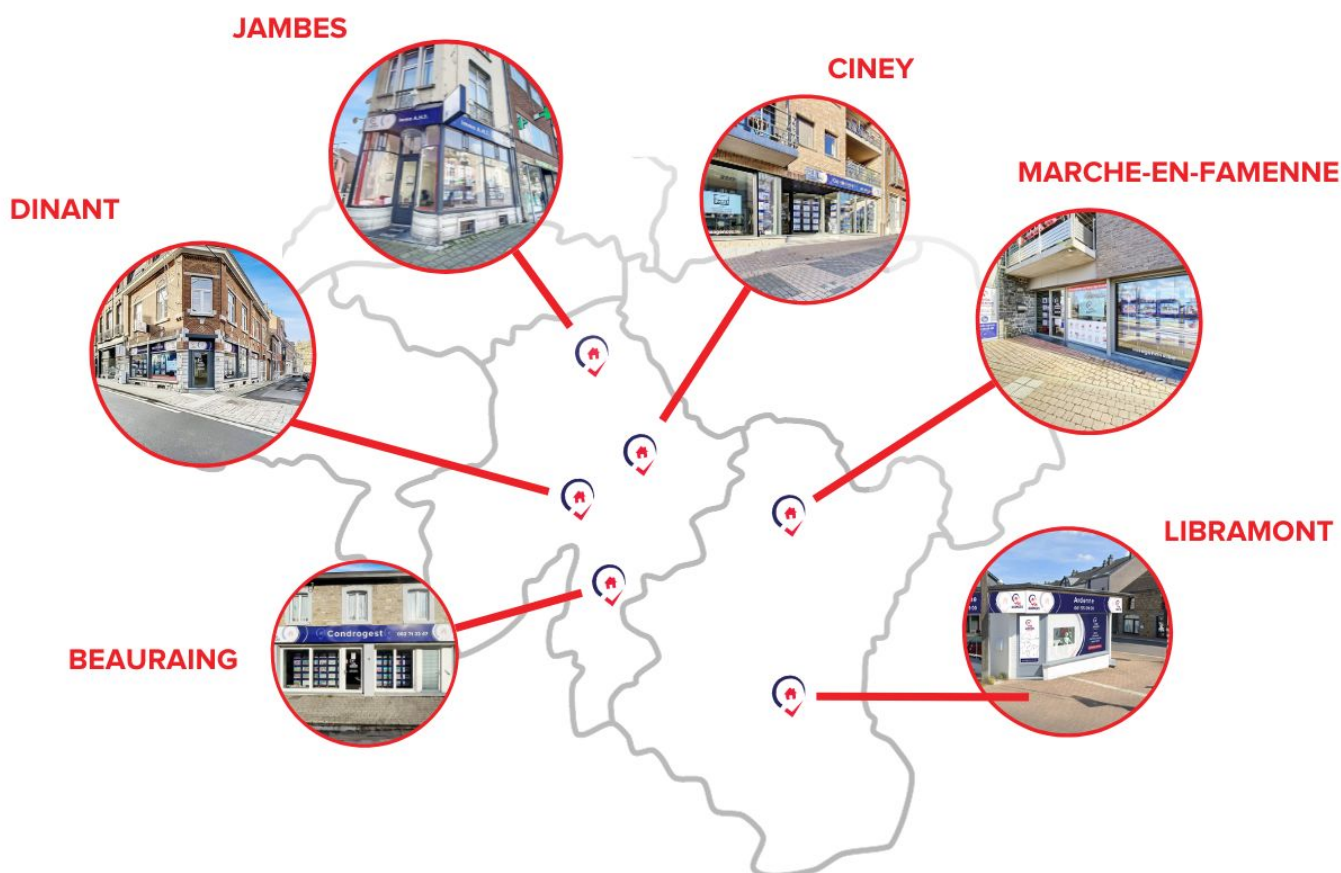 JAMBES
CINEY
MARCHE-EN-FAMENNE
DINANT
LIBRAMONT
Ardenne
BEAURAING
Condrogest